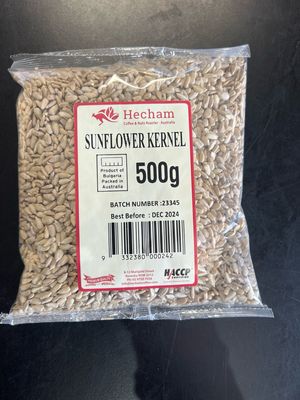 Hecham
Coffee & Nuts Roaster - Australia
SUNFLOWER KERNEL
Product of
Bulgaria
Packed in
Australia
500g
BATCH NUMBER :23345
Best Before : DEC 2024
9 332380 000242
HACCP